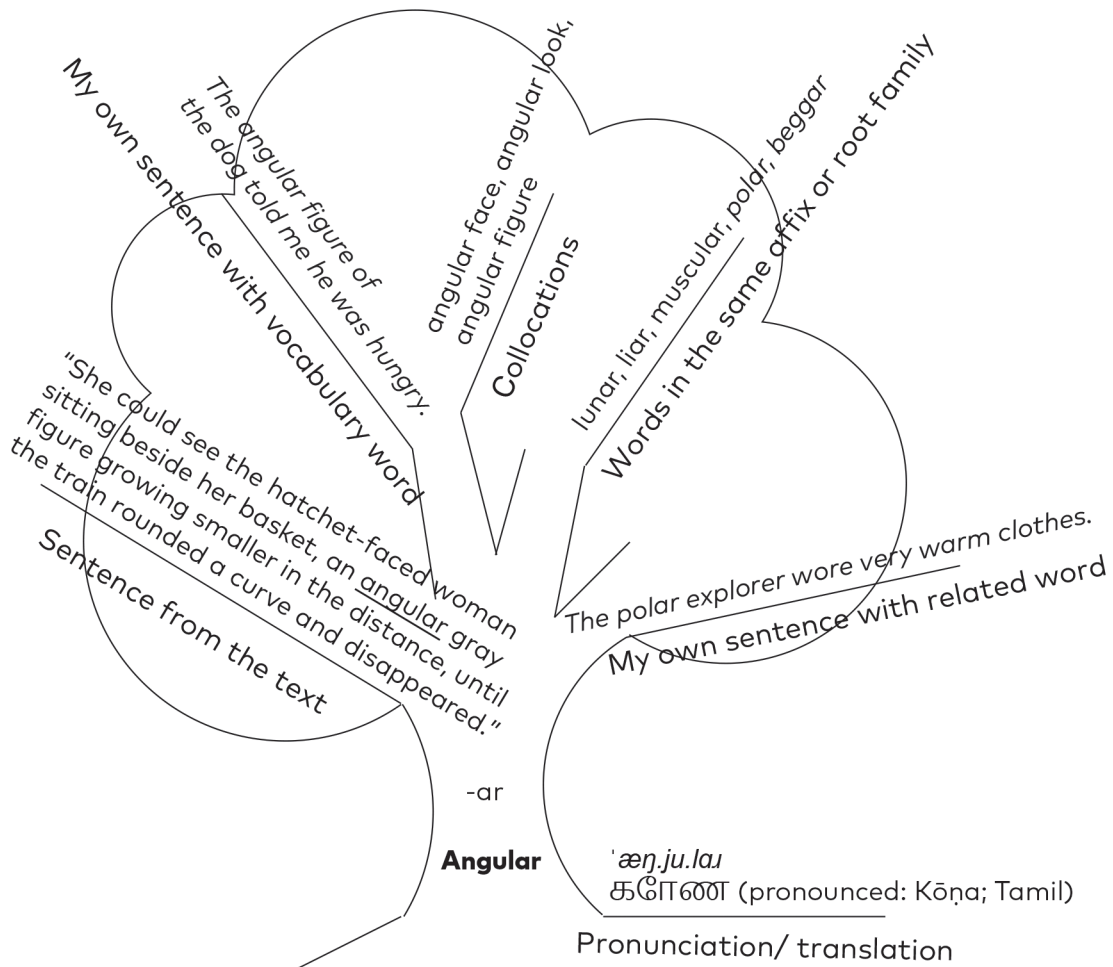 My own sentence with vocabulary word
The angular figure of
the dog told me he was hungry.
angular face, angular look,
angular figure
Collocations
lunar, liar, muscular, polar, beggar
Words in the same affix or root family
"She could see the hatchet-faced woman
sitting beside her basket, an angular gray
figure growing smaller in the distance, until
the train rounded a curve and disappeared."
Sentence from the text
The polar explorer wore very warm clothes.
My own sentence with related word
-ar
Angular
ˈæŋ.ju.laɹ
(pronounced: Kōṇa; Tamil)
Pronunciation/ translation